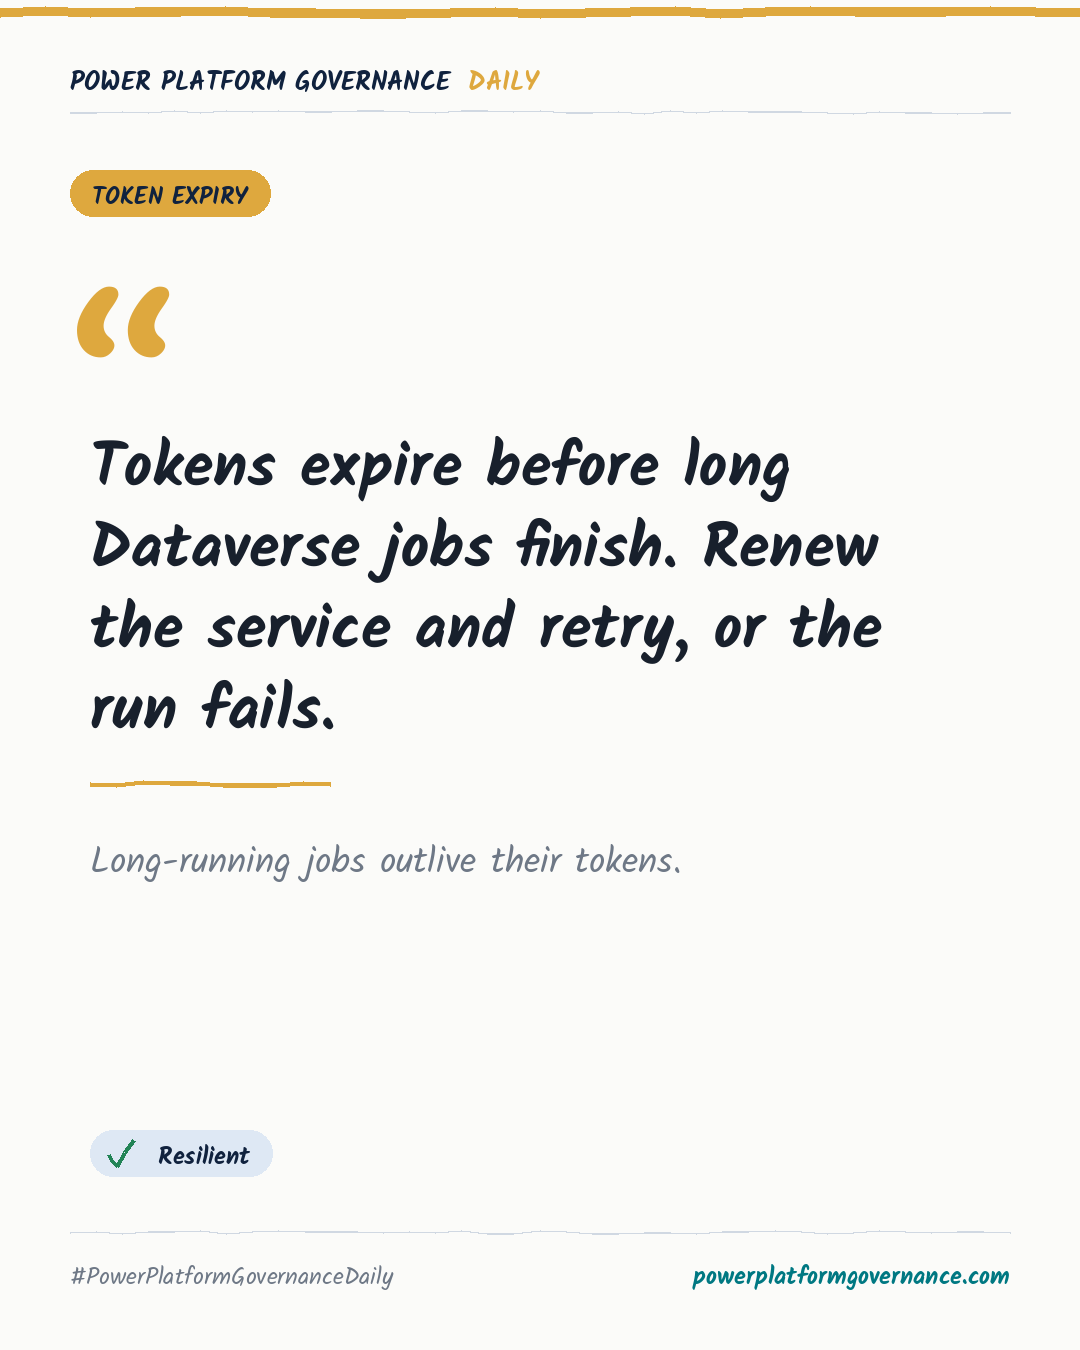 POWER PLATFORM GOVERNANCE DAILY
TOKEN EXPIRY
“
Tokens expire before long
Dataverse jobs finish. Renew
the service and retry, or the
run fails.
Long-running jobs outlive their tokens.
✓ Resilient
#PowerPlatformGovernanceDaily
powerplatformgovernance.com